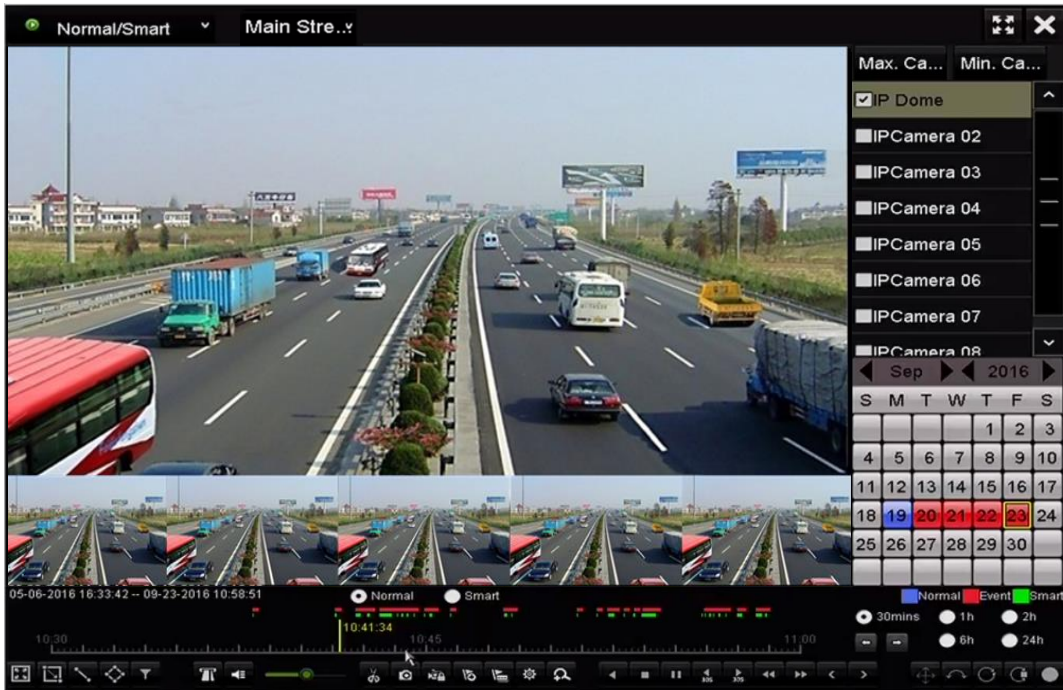 Normal/Smart
Main Stre..
Max. Ca...
Min. Ca...
IP Dome
IPCamera 02
IPCamera 03
IPCamera 04
IPCamera 05
IPCamera 06
IPCamera 07
IPCamera 08
Sep 2016
S M T W T F S
1 2 3
4 5 6 7 8 9 10
11 12 13 14 15 16 17
18 19 20 21 22 23 24
25 26 27 28 29 30
05-06-2016 16:33:42 -- 09-23-2016 10:58:51
Normal
Smart
Normal Event Smart
10:41:34
10:30
10:45
11:00
30mins
1h
2h
6h
24h
30S
30S